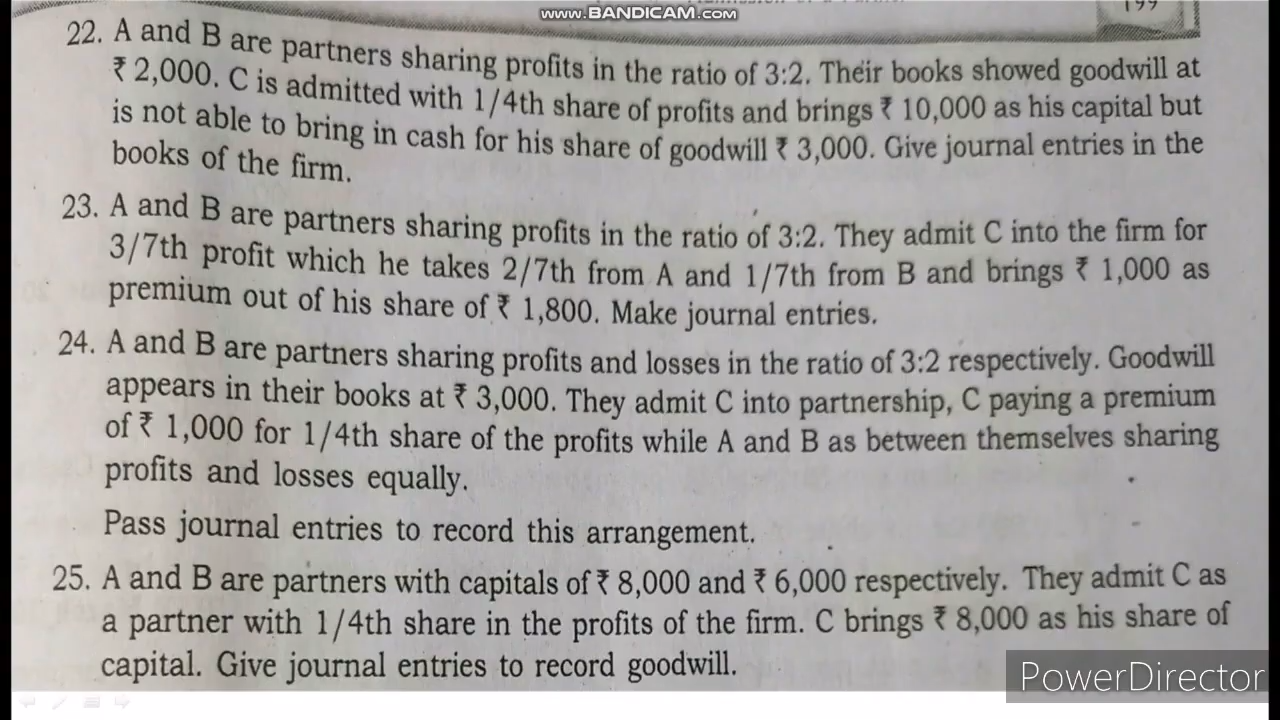 www.BANDICAM.com
199
22. A and B are partners sharing profits in the ratio of 3:2. Their books showed goodwill at
₹ 2,000. C is admitted with 1/4th share of profits and brings ₹ 10,000 as his capital but
is not able to bring in cash for his share of goodwill ₹ 3,000. Give journal entries in the
books of the firm.
23. A and B are partners sharing profits in the ratio of 3:2. They admit C into the firm for
3/7th profit which he takes 2/7th from A and 1/7th from B and brings ₹ 1,000 as
premium out of his share of ₹ 1,800. Make journal entries.
24. A and B are partners sharing profits and losses in the ratio of 3:2 respectively. Goodwill
appears in their books at ₹ 3,000. They admit C into partnership, C paying a premium
of ₹ 1,000 for 1/4th share of the profits while A and B as between themselves sharing
profits and losses equally.
Pass journal entries to record this arrangement.
25. A and B are partners with capitals of ₹ 8,000 and ₹ 6,000 respectively. They admit C as
a partner with 1/4th share in the profits of the firm. C brings ₹ 8,000 as his share of
capital. Give journal entries to record goodwill.
PowerDirector